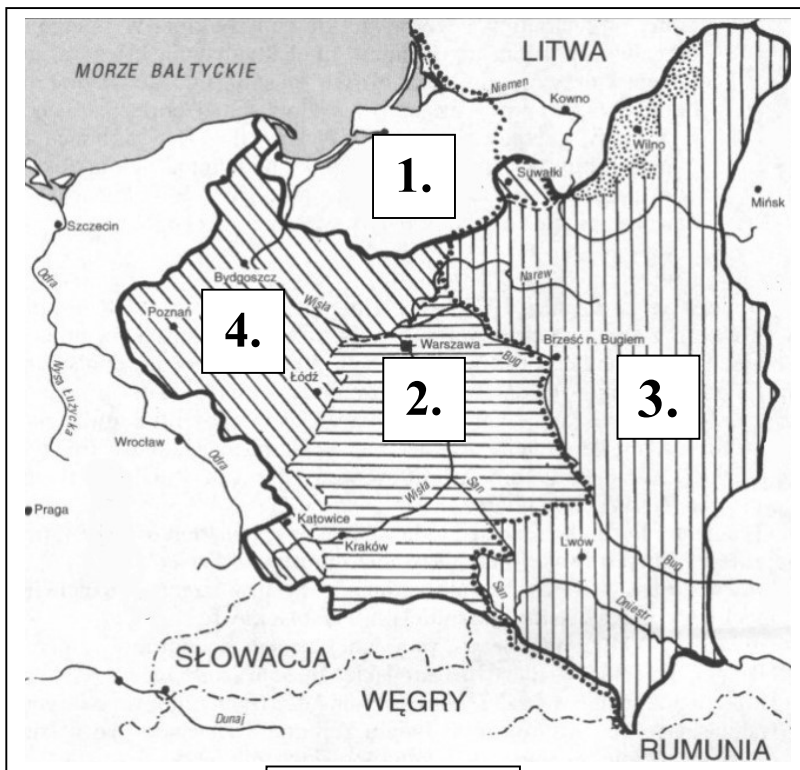 LITWA
MORZE BAŁTYCKIE
Niemen
Kowno
Wilno
1.
Suwałki
Mińsk
Szczecin
Odra
Bydgoszcz
Narew
Wisła
Poznań
4.
Warszawa
Brześć n. Bugiem
Bug
Łódź
2.
3.
Nysa Łużycka
Wrocław
Odra
Wisła
San
Praga
Katowice
Kraków
Lwów
Bug
San
Dniestr
SŁOWACJA
WĘGRY
Dunaj
RUMUNIA